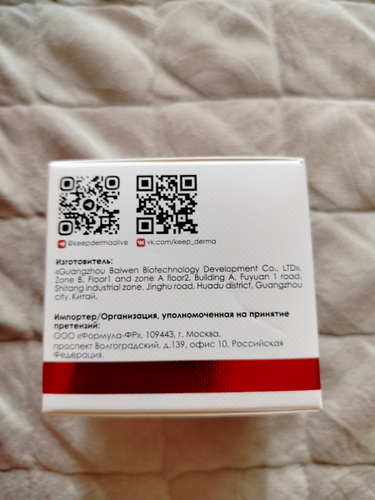 @keepdermaalive
vk.com/keep_derma
Изготовитель:
«Guangzhou Baiwen Biotechnology Development Co., LTD»,
Zone B, Floor1 and zone A floor2, Building A, Fuyuan 1 road,
Shitang industrial zone, Jinghu road, Huadu district, Guangzhou
city, Китай.
Импортер/Организация, уполномоченная на принятие
претензий:
ООО «Формула-ФР», 109443, г. Москва,
проспект Волгоградский, д.139, офис 10, Российская
Федерация.